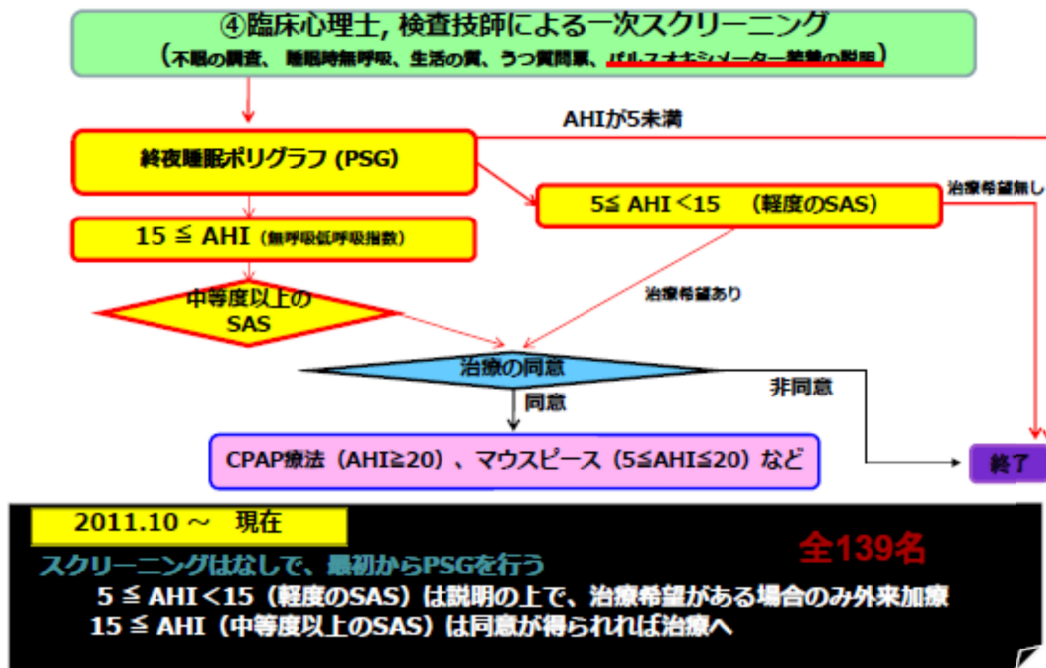 ④臨床心理士, 検査技師による一次スクリーニング
(不眠の調査、 睡眠時無呼吸、生活の質、うつ質問票、パルスオキシメーター装着の説明)
AHIが5未満
終夜睡眠ポリグラフ (PSG)
治療希望無し
5≦ AHI <15 (軽度のSAS)
15 ≦ AHI (無呼吸低呼吸指数)
中等度以上の
SAS
治療希望あり
治療の同意
同意
非同意
CPAP療法(AHI≧20)、マウスピース(5≦AHI≦20)など
終了
2011.10 ~ 現在
全139名
スクリーニングはなしで、最初からPSGを行う
5 ≦ AHI<15(軽度のSAS)は説明の上で、治療希望がある場合のみ外来加療
15 ≦ AHI(中等度以上のSAS)は同意が得られれば治療へ